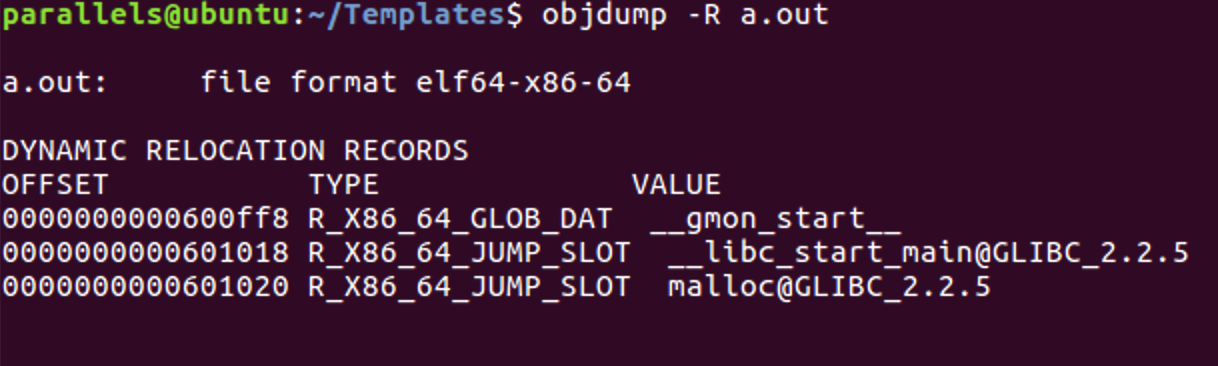 parallels@ubuntu:~/Templates$ objdump -R a.out
a.out:     file format elf64-x86-64
DYNAMIC RELOCATION RECORDS
OFFSET           TYPE              VALUE
0000000000600ff8 R_X86_64_GLOB_DAT  __gmon_start__
0000000000601018 R_X86_64_JUMP_SLOT  __libc_start_main@GLIBC_2.2.5
0000000000601020 R_X86_64_JUMP_SLOT  malloc@GLIBC_2.2.5